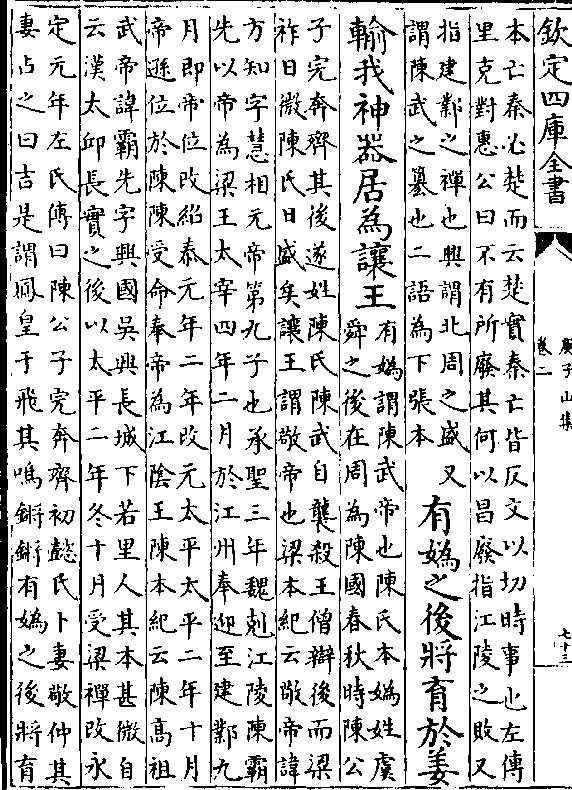 欽定四庫全書
庾子山集
卷二
七十三
本亡秦必楚而云楚實秦亡皆反文以切時事也左傳
里克對惠公曰不有所廢其何以昌廢指江陵之敗又
指建鄴之禪也興謂北周之盛又
謂陳武之簒也二語為下張本
有媯之後將育於姜
輸我神器居為讓王
有媯謂陳武帝也陳氏本媯姓虞
舜之後在周為陳國春秋時陳公
子完奔齊其後遂姓陳氏陳武自襲殺王僧辯後而梁
祚日微陳氏日盛矣讓王謂敬帝也梁本紀云敬帝諱
方知字慧相元帝第九子也承聖三年魏剋江陵陳霸
先以帝為梁王太宰四年二月於江州奉迎至建鄴九
月即帝位改紹泰元年二年改元太平太平二年十月
帝遜位於陳陳受命奉帝為江陰王陳本紀云陳高祖
武帝諱霸先字興國吳興長城下若里人其本甚微自
云漢太邱長實之後以太平二年冬十月受梁禪改永
定元年左氏傳曰陳公子完奔齊初懿氏卜妻敬仲其
妻占之曰吉是謂鳳皇于飛其鳴鏘鏘有媯之後將育